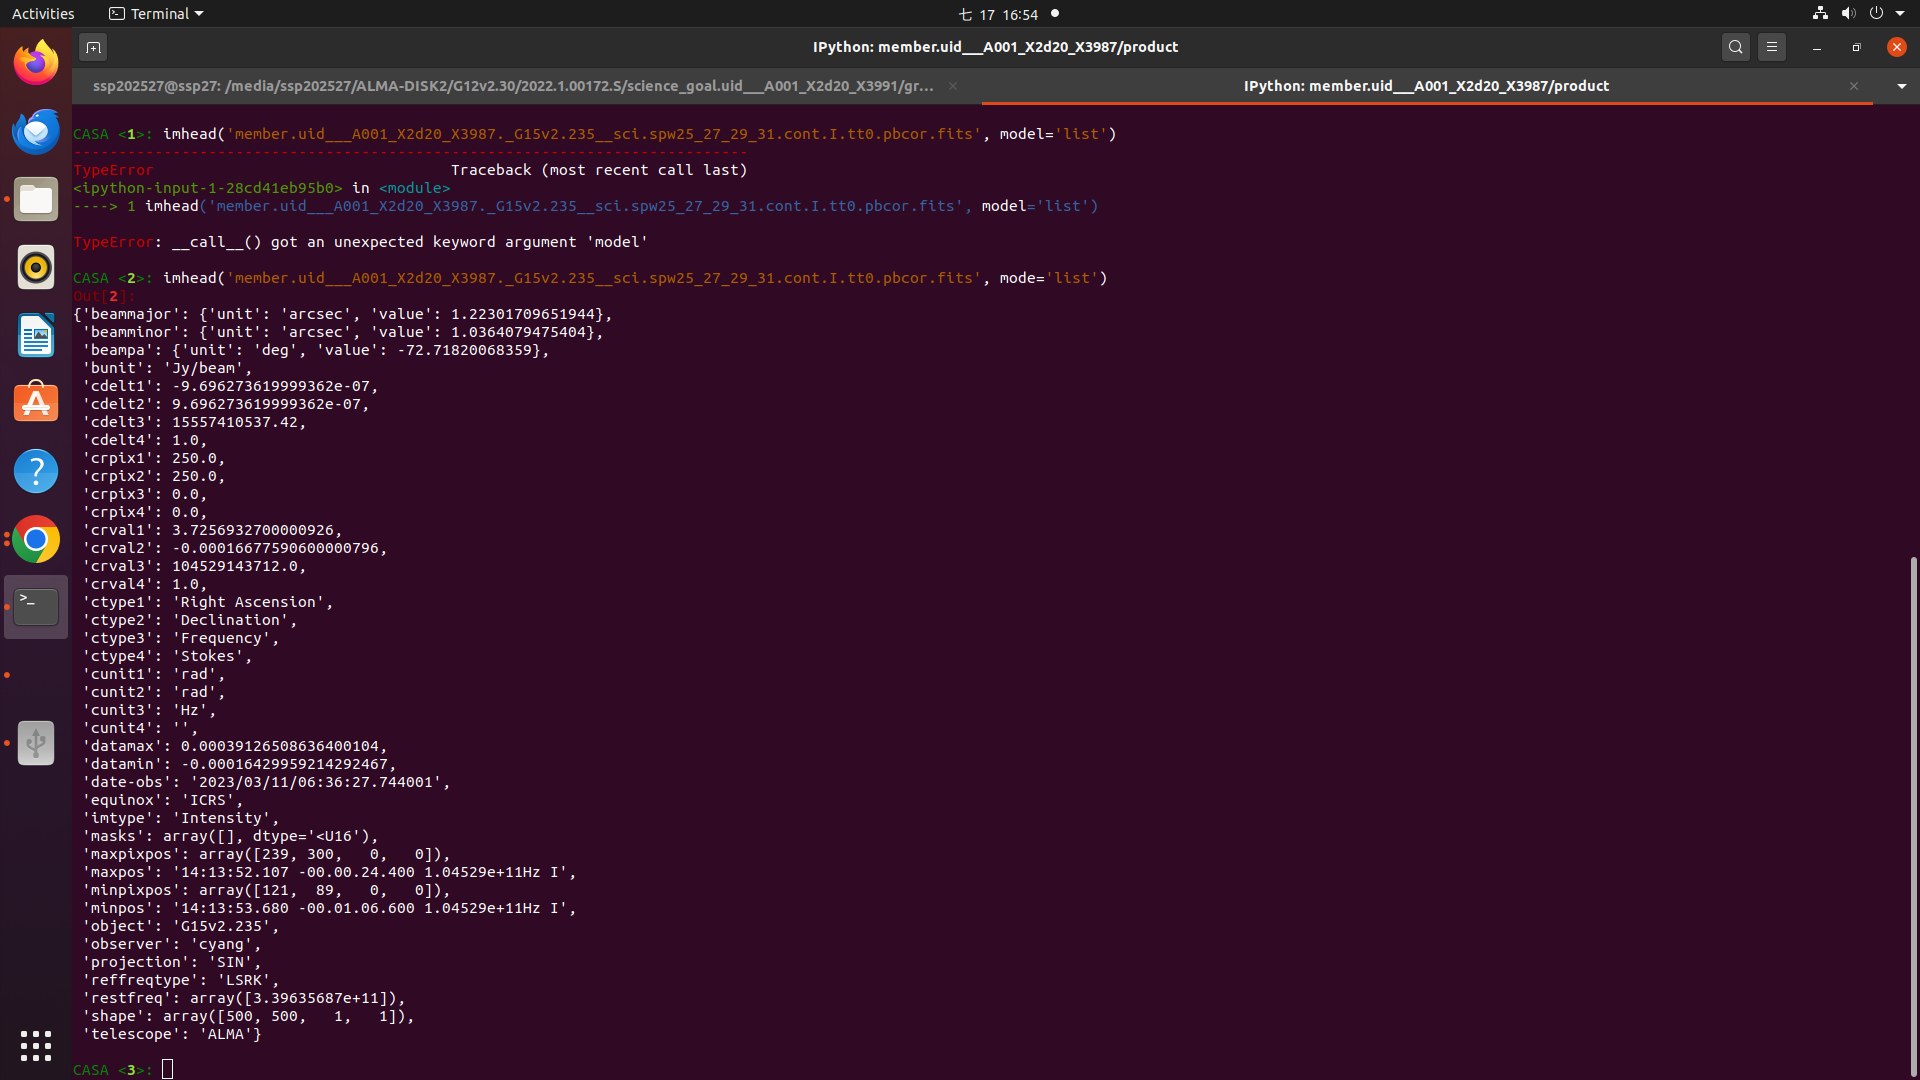 Activities
Terminal
七 17 16:54
IPython: member.uid___A001_X2d20_X3987/product
ssp202527@ssp27: /media/ssp202527/ALMA-DISK2/G12v2.30/2022.1.00172.S/science_goal.uid___A001_X2d20_X3991/gr…
IPython: member.uid___A001_X2d20_X3987/product
CASA <1>: imhead('member.uid___A001_X2d20_X3987._G15v2.235__sci.spw25_27_29_31.cont.I.tt0.pbcor.fits', model='list')
---------------------------------------------------------------------------
TypeError                                 Traceback (most recent call last)
<ipython-input-1-28cd41eb95b0> in <module>
----> 1 imhead('member.uid___A001_X2d20_X3987._G15v2.235__sci.spw25_27_29_31.cont.I.tt0.pbcor.fits', model='list')
TypeError: __call__() got an unexpected keyword argument 'model'
CASA <2>: imhead('member.uid___A001_X2d20_X3987._G15v2.235__sci.spw25_27_29_31.cont.I.tt0.pbcor.fits', mode='list')
Out[2]:
{'beammajor': {'unit': 'arcsec', 'value': 1.22301709651944},
 'beamminor': {'unit': 'arcsec', 'value': 1.0364079475404},
 'beampa': {'unit': 'deg', 'value': -72.71820068359},
 'bunit': 'Jy/beam',
 'cdelt1': -9.696273619999362e-07,
 'cdelt2': 9.696273619999362e-07,
 'cdelt3': 15557410537.42,
 'cdelt4': 1.0,
 'crpix1': 250.0,
 'crpix2': 250.0,
 'crpix3': 0.0,
 'crpix4': 0.0,
 'crval1': 3.7256932700000926,
 'crval2': -0.00016677590600000796,
 'crval3': 104529143712.0,
 'crval4': 1.0,
 'ctype1': 'Right Ascension',
 'ctype2': 'Declination',
 'ctype3': 'Frequency',
 'ctype4': 'Stokes',
 'cunit1': 'rad',
 'cunit2': 'rad',
 'cunit3': 'Hz',
 'cunit4': '',
 'datamax': 0.00039126508636400104,
 'datamin': -0.00016429959214292467,
 'date-obs': '2023/03/11/06:36:27.744001',
 'equinox': 'ICRS',
 'imtype': 'Intensity',
 'masks': array([], dtype='<U16'),
 'maxpixpos': array([239, 300,   0,   0]),
 'maxpos': '14:13:52.107 -00.00.24.400 1.04529e+11Hz I',
 'minpixpos': array([121,  89,   0,   0]),
 'minpos': '14:13:53.680 -00.01.06.600 1.04529e+11Hz I',
 'object': 'G15v2.235',
 'observer': 'cyang',
 'projection': 'SIN',
 'reffreqtype': 'LSRK',
 'restfreq': array([3.39635687e+11]),
 'shape': array([500, 500,   1,   1]),
 'telescope': 'ALMA'}
CASA <3>: